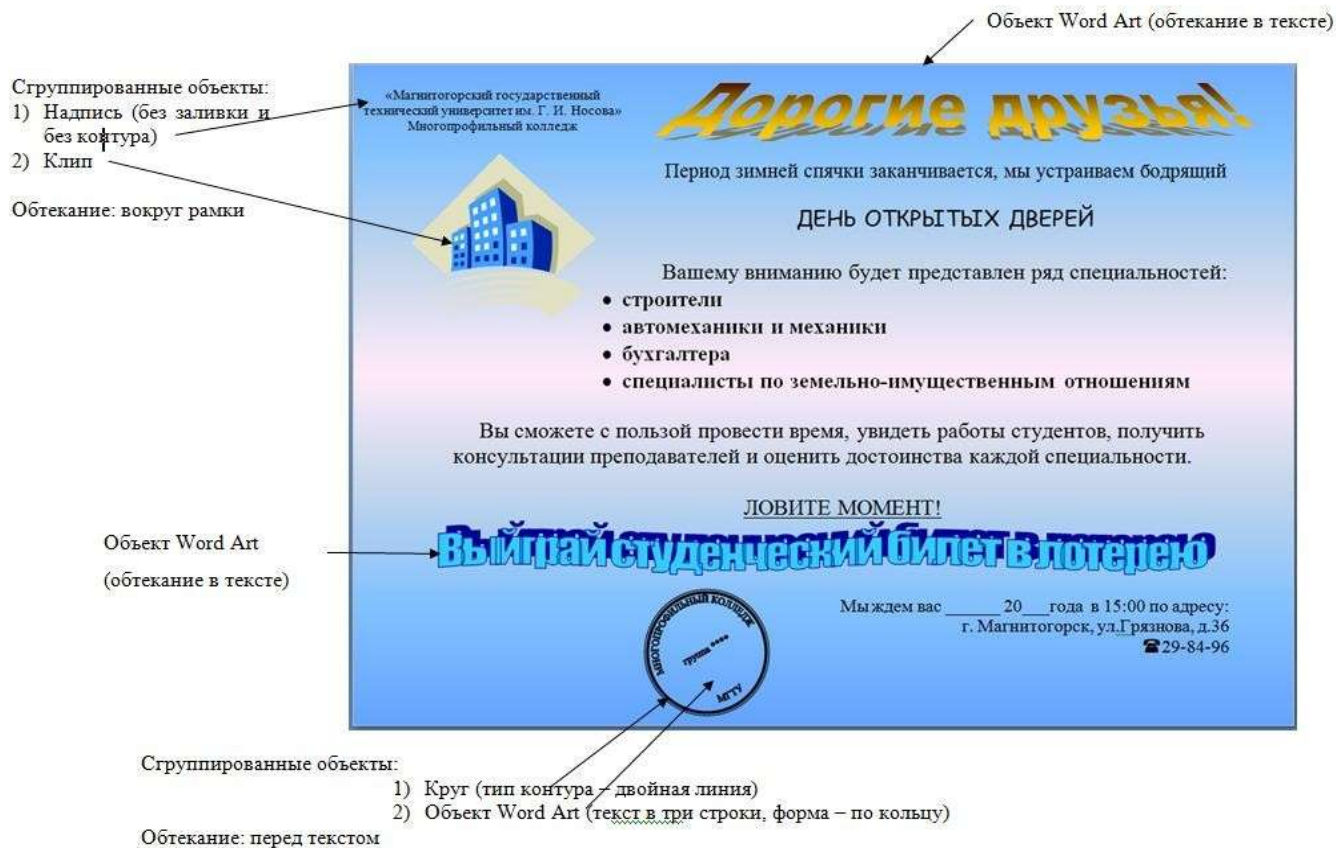 Объект Word Art (обтекание в тексте)
Сгруппированные объекты:
1) Надпись (без заливки и
без контура)
2) Клип
Обтекание: вокруг рамки
«Магнитогорский государственный
технический университет им. Г. И. Носова»
Многопрофильный колледж
Дорогие друзья!
Период зимней спячки заканчивается, мы устраиваем бодрящий
ДЕНЬ ОТКРЫТЫХ ДВЕРЕЙ
Вашему вниманию будет представлен ряд специальностей:
• строители
• автомеханики и механики
• бухгалтера
• специалисты по земельно-имущественным отношениям
Вы сможете с пользой провести время, увидеть работы студентов, получить
консультации преподавателей и оценить достоинства каждой специальности.
ЛОВИТЕ МОМЕНТ!
Объект Word Art
(обтекание в тексте)
Выйграй студенческий билет в лотерею
МНОГОПРОФИЛЬНЫЙ КОЛЛЕДЖ
группа ****
МГТУ
Мы ждем вас ______ 20___года в 15:00 по адресу:
г. Магнитогорск, ул.Грязнова, д.36
☎29-84-96
Сгруппированные объекты:
1) Круг (тип контура – двойная линия)
2) Объект Word Art (текст в три строки, форма – по кольцу)
Обтекание: перед текстом